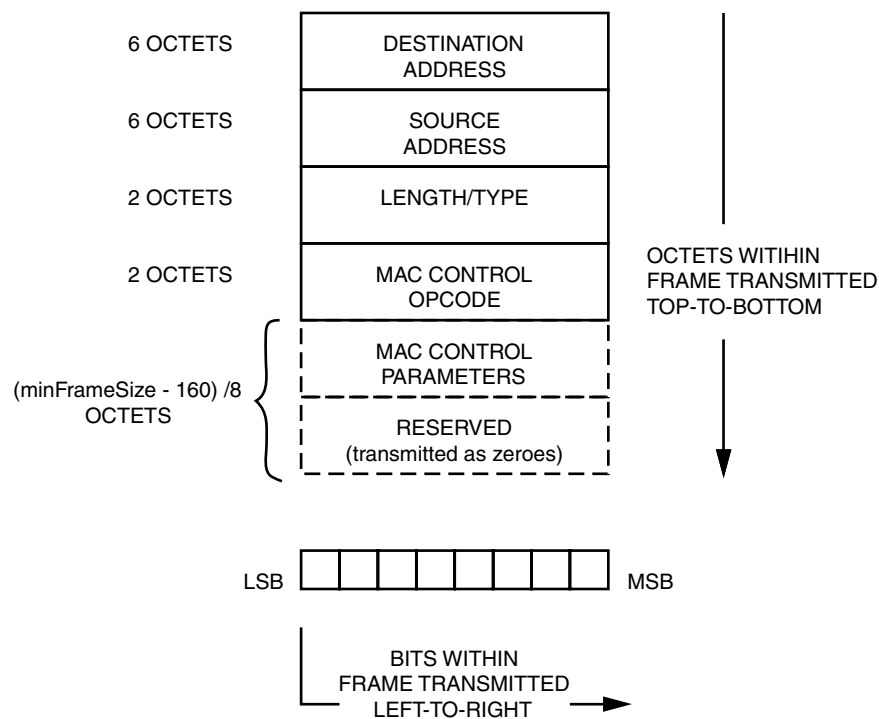 6 OCTETS
DESTINATION
ADDRESS
6 OCTETS
SOURCE
ADDRESS
2 OCTETS
LENGTH/TYPE
2 OCTETS
MAC CONTROL
OPCODE
OCTETS WITIHIN
FRAME TRANSMITTED
TOP-TO-BOTTOM
(minFrameSize - 160) /8
OCTETS
MAC CONTROL
PARAMETERS
RESERVED
(transmitted as zeroes)
LSB
MSB
BITS WITHIN
FRAME TRANSMITTED
LEFT-TO-RIGHT